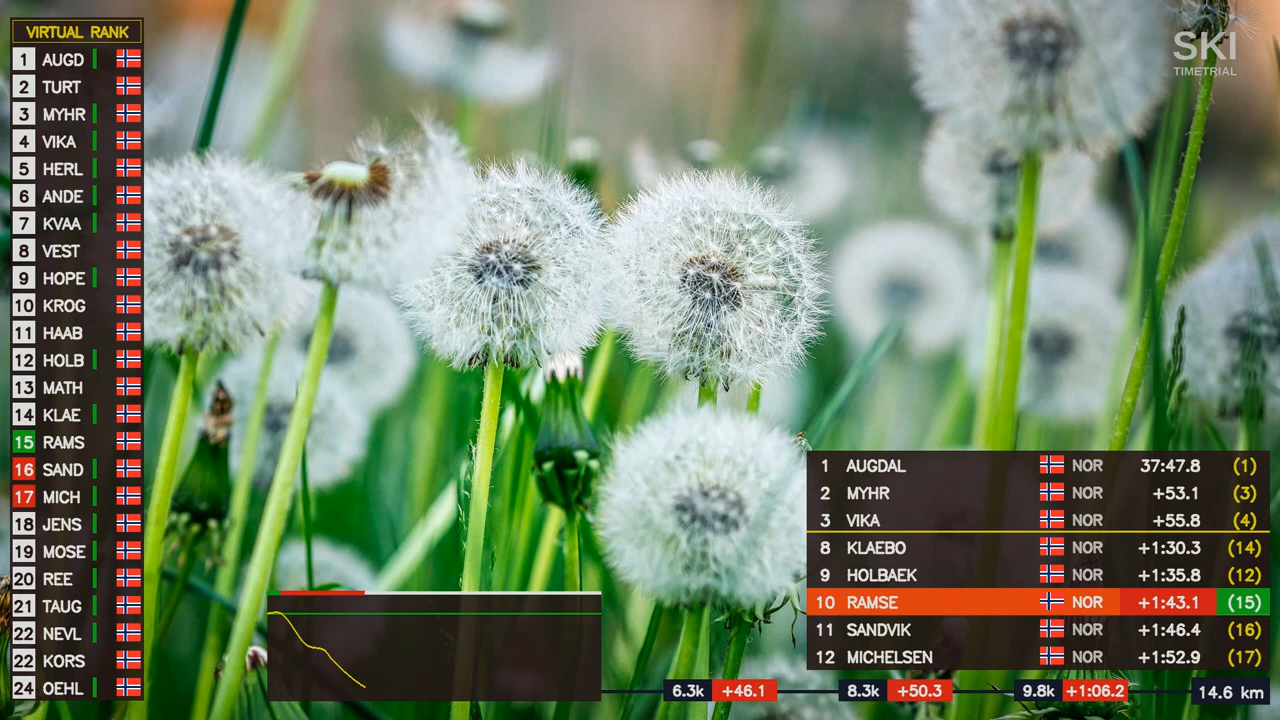 VIRTUAL RANK
1 AUGD
2 TURT
3 MYHR
4 VIKA
5 HERL
6 ANDE
7 KVAA
8 VEST
9 HOPE
10 KROG
11 HAAB
12 HOLB
13 MATH
14 KLAE
15 RAMS
16 SAND
17 MICH
18 JENS
19 MOSE
20 REE
21 TAUG
22 NEVL
22 KORS
24 OEHL
SKI
TIMETRIAL
1 AUGDAL NOR 37:47.8 (1)
2 MYHR NOR +53.1 (3)
3 VIKA NOR +55.8 (4)
8 KLAEBO NOR +1:30.3 (14)
9 HOLBAEK NOR +1:35.8 (12)
10 RAMSE NOR +1:43.1 (15)
11 SANDVIK NOR +1:46.4 (16)
12 MICHELSEN NOR +1:52.9 (17)
6.3k +46.1 8.3k +50.3 9.8k +1:06.2 14.6 km